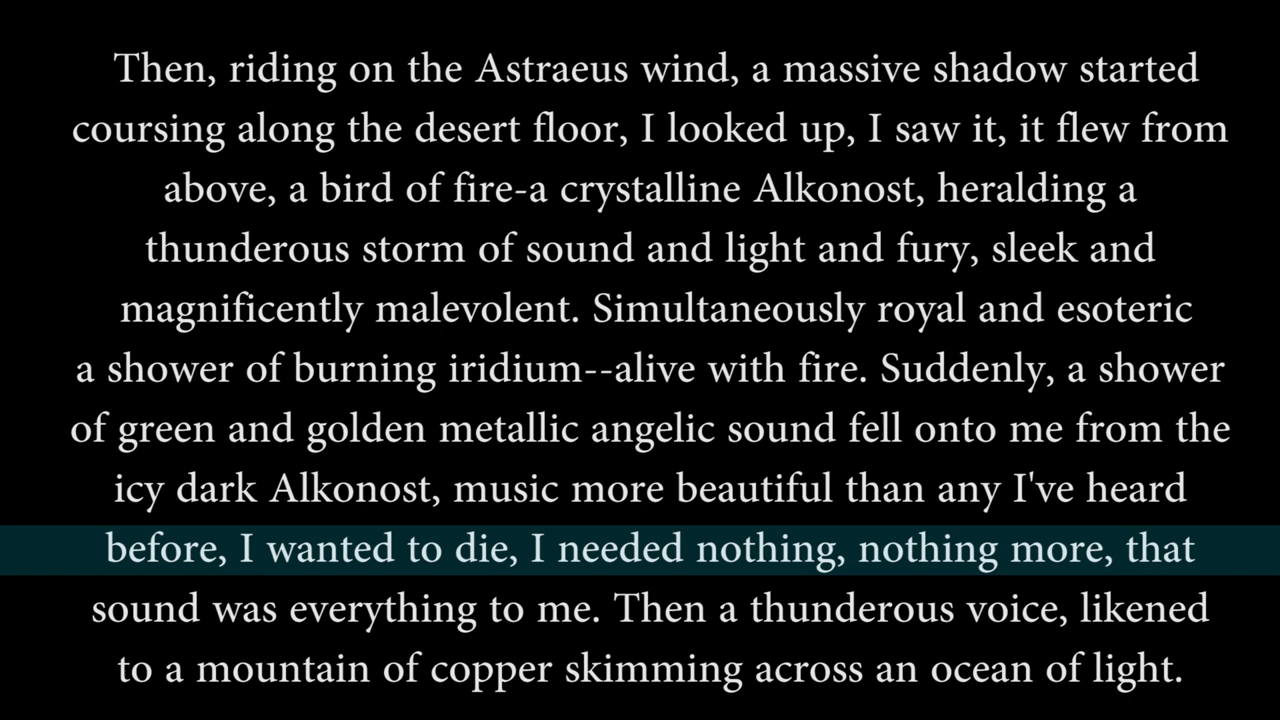 Then, riding on the Astraeus wind, a massive shadow started
coursing along the desert floor, I looked up, I saw it, it flew from
above, a bird of fire-a crystalline Alkonost, heralding a
thunderous storm of sound and light and fury, sleek and
magnificently malevolent. Simultaneously royal and esoteric
a shower of burning iridium--alive with fire. Suddenly, a shower
of green and golden metallic angelic sound fell onto me from the
icy dark Alkonost, music more beautiful than any I've heard
before, I wanted to die, I needed nothing, nothing more, that
sound was everything to me. Then a thunderous voice, likened
to a mountain of copper skimming across an ocean of light.